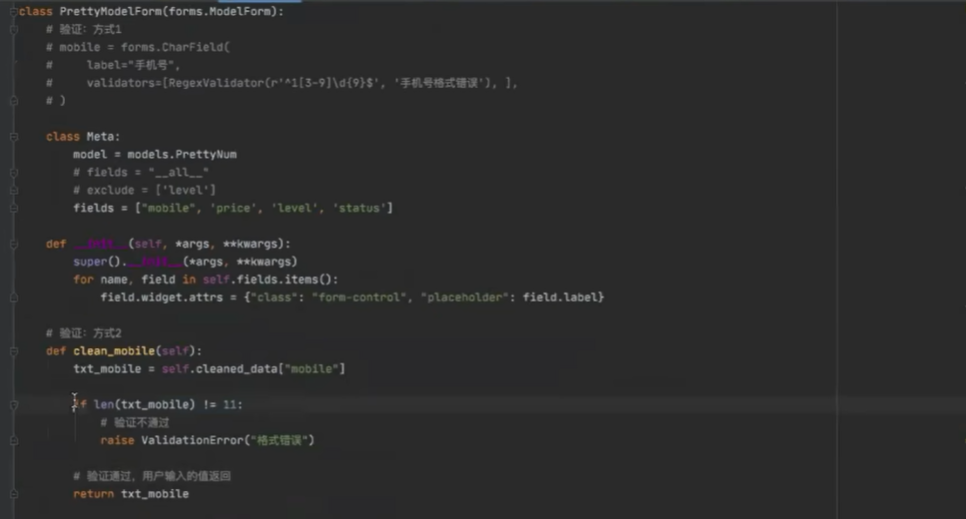 class PrettyModelForm(forms.ModelForm):
    # 验证：方式1
    # mobile = forms.CharField(
    #     label="手机号",
    #     validators=[RegexValidator(r'^1[3-9]\d{9}$', '手机号格式错误'), ],
    # )
    class Meta:
        model = models.PrettyNum
        # fields = "__all__"
        # exclude = ['level']
        fields = ["mobile", 'price', 'level', 'status']
    def __init__(self, *args, **kwargs):
        super().__init__(*args, **kwargs)
        for name, field in self.fields.items():
            field.widget.attrs = {"class": "form-control", "placeholder": field.label}
    # 验证：方式2
    def clean_mobile(self):
        txt_mobile = self.cleaned_data["mobile"]
        if len(txt_mobile) != 11:
            # 验证不通过
            raise ValidationError("格式错误")
        # 验证通过，用户输入的值返回
        return txt_mobile